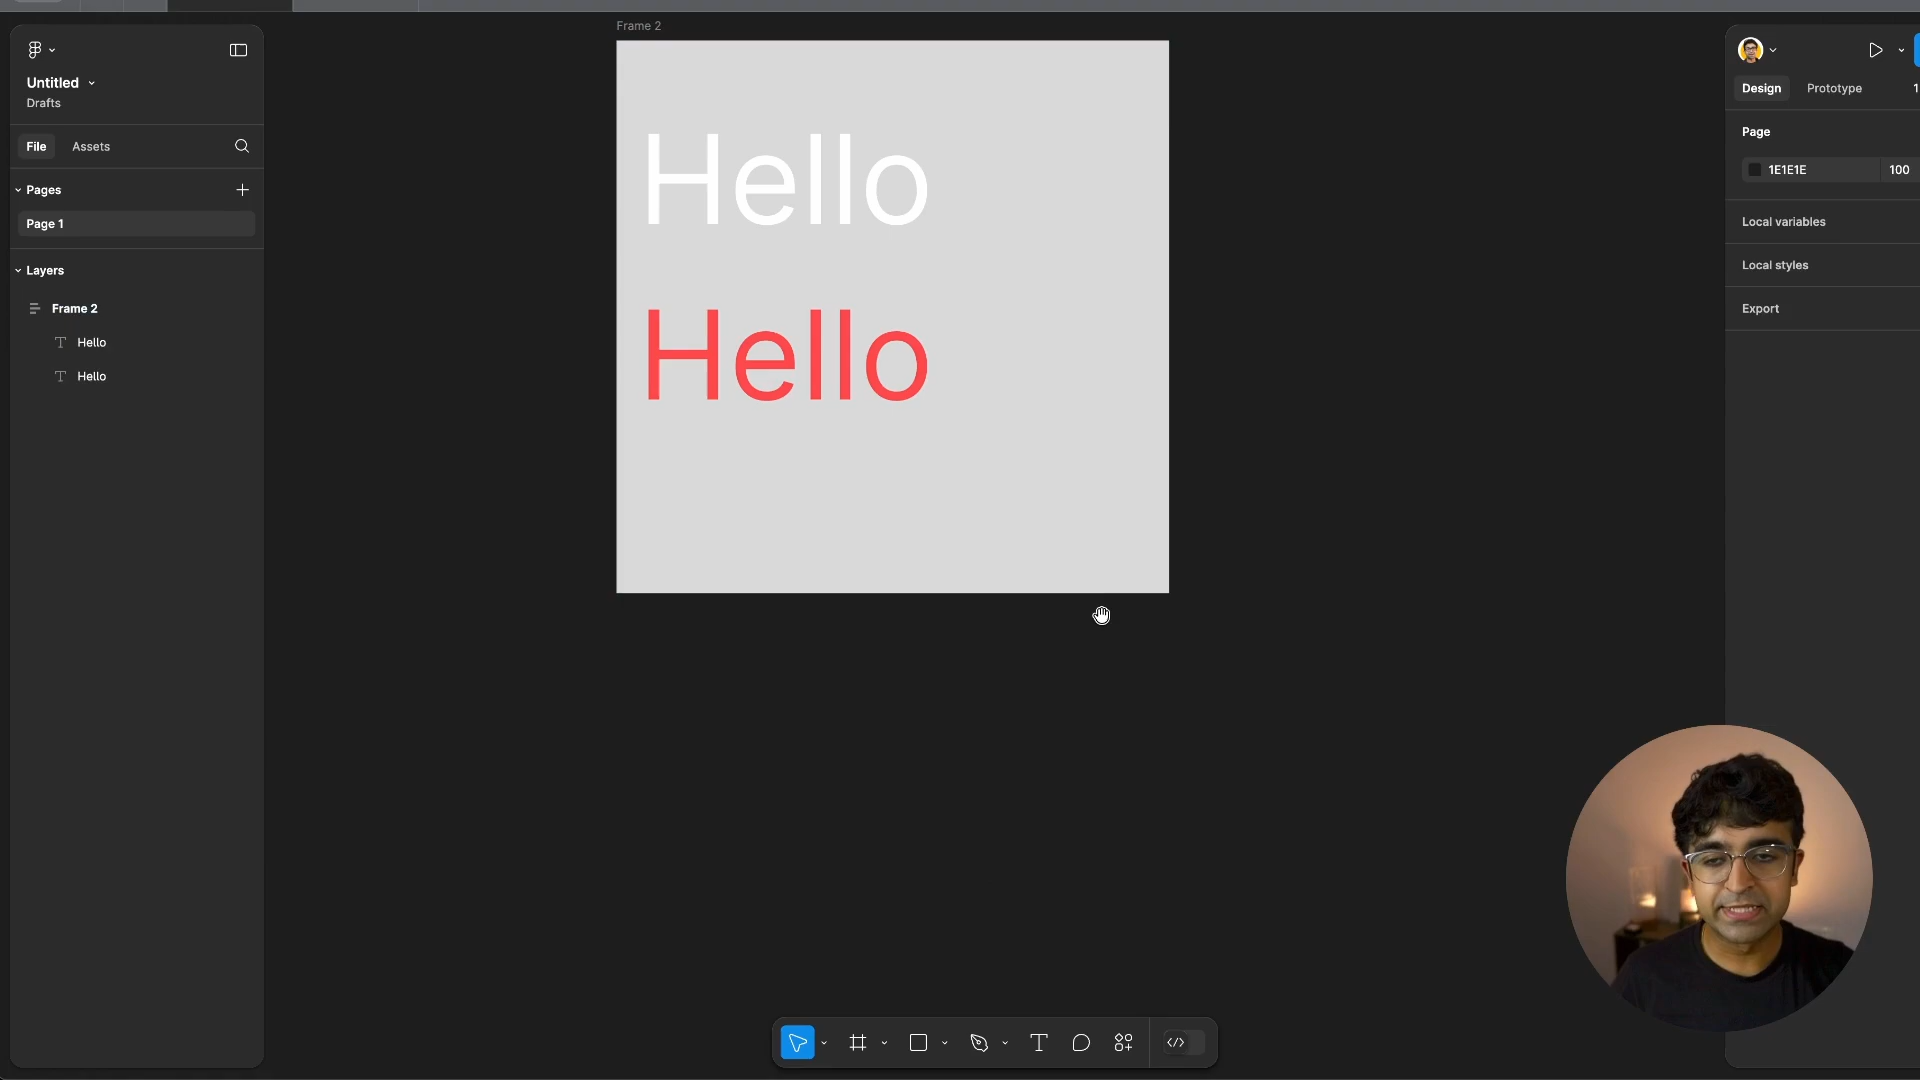 Frame 2
Untitled
Drafts
File Assets
Pages
Page 1
Layers
Frame 2
Hello
Hello
Hello
Hello
Design Prototype 1
Page
1E1E1E 100
Local variables
Local styles
Export